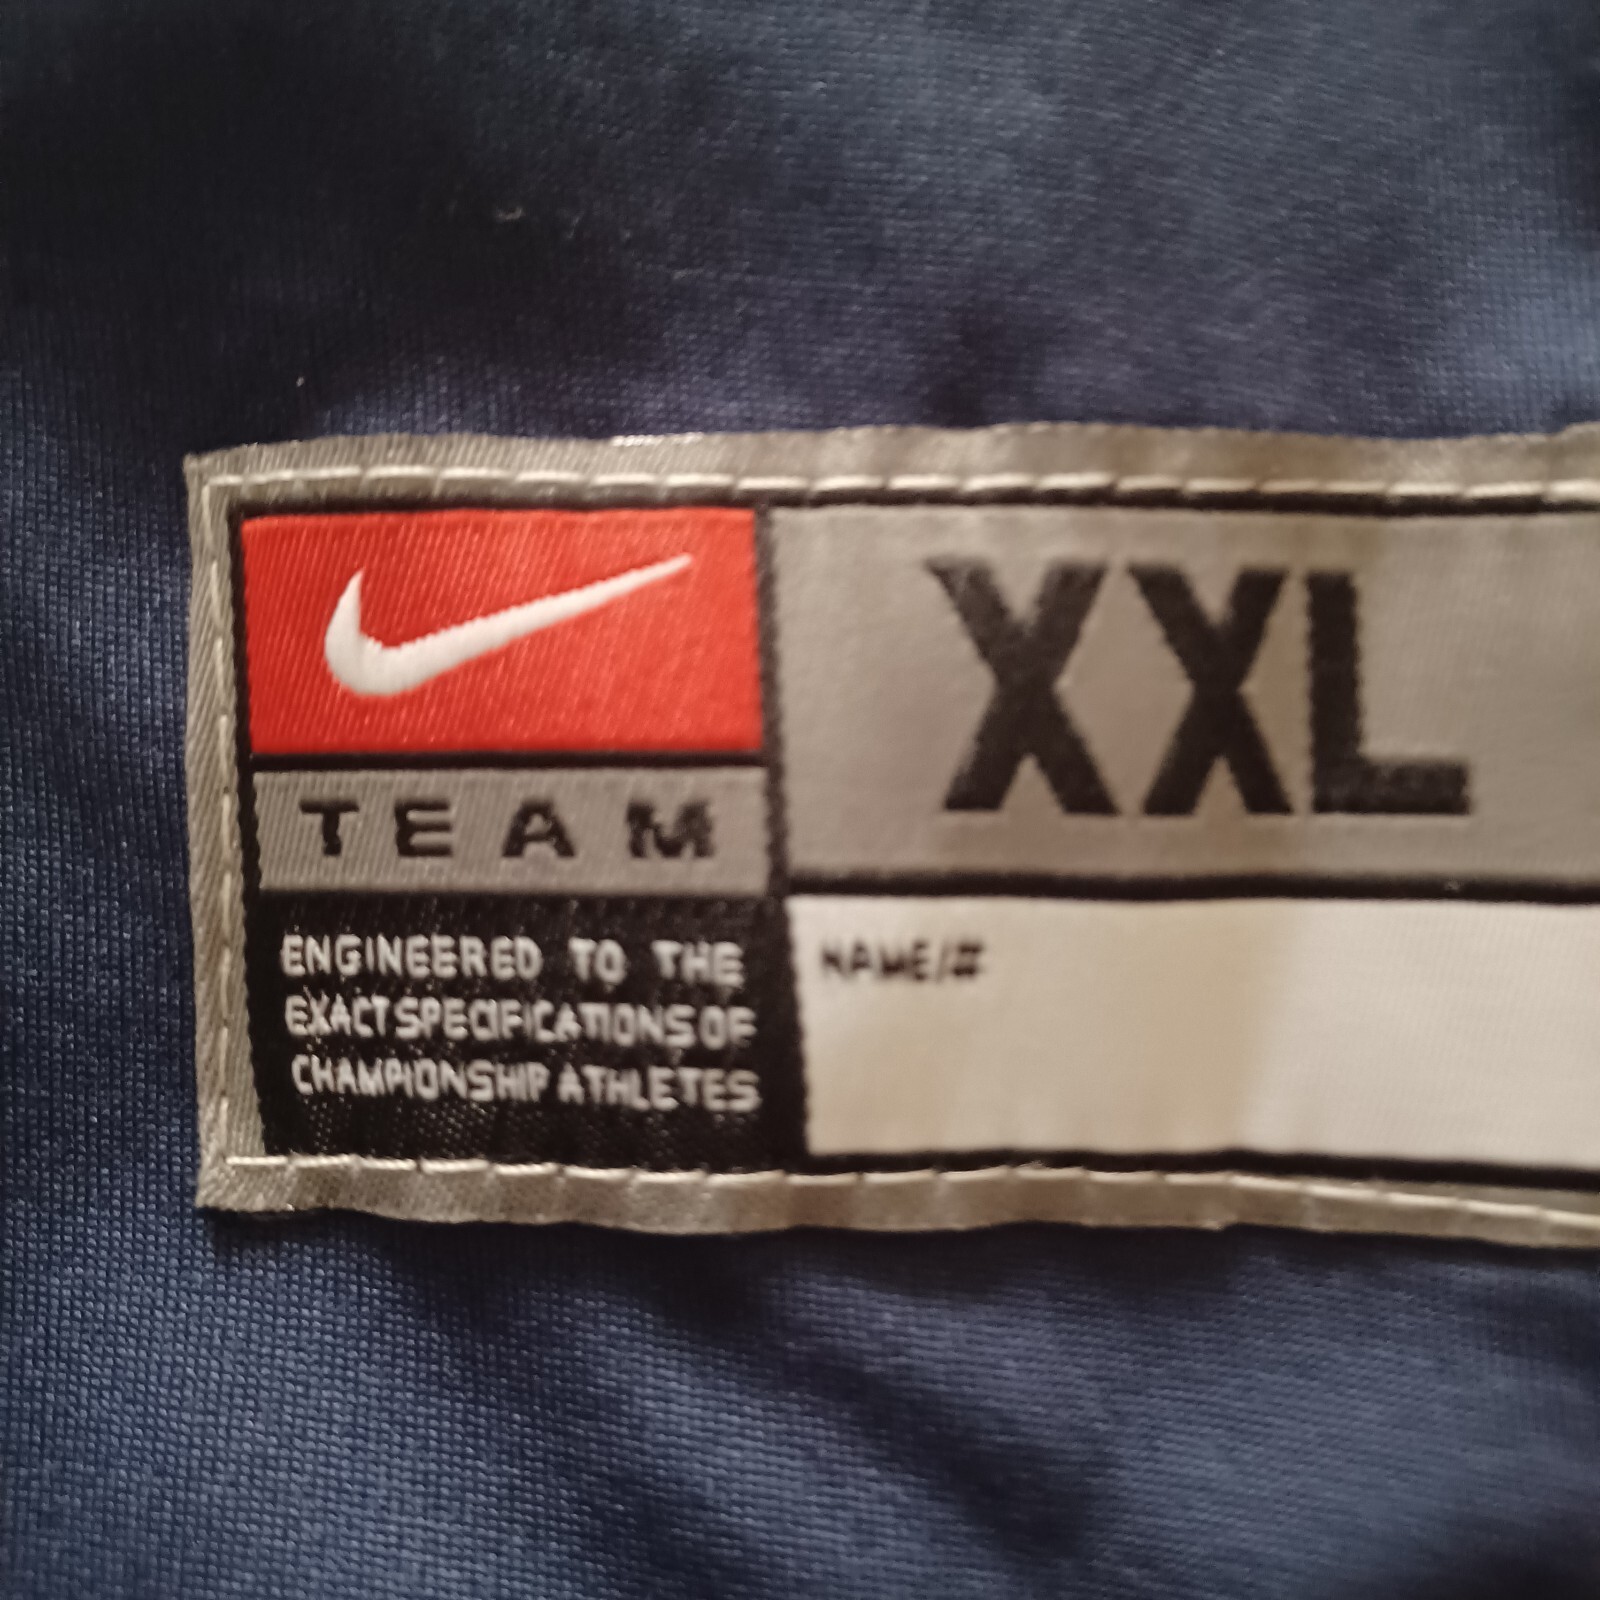 XXL
TEAM
ENGINEERED TO THE
EXACT SPECIFICATIONS OF
CHAMPIONSHIP ATHLETES
NAME/#